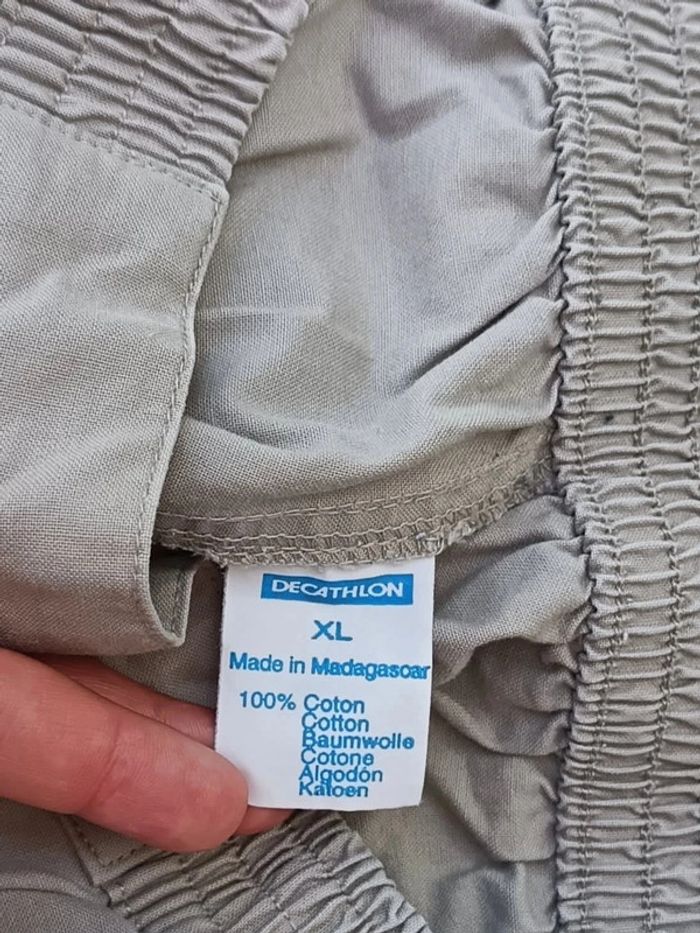 DECATHLON
XL
Made in Madagascar
100% Coton
Cotton
Baumwolle
Cotone
Algodón
Katoen